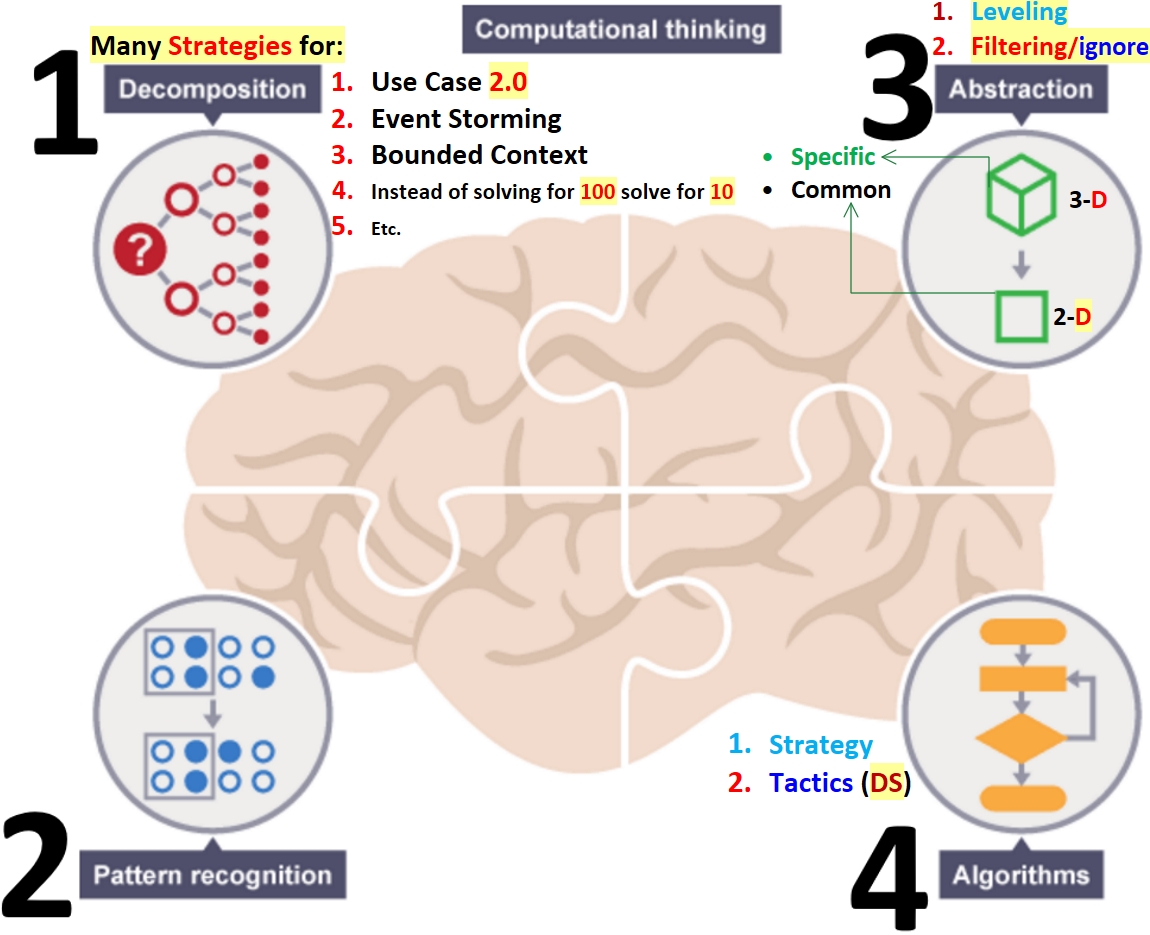 Computational thinking
1
Many Strategies for:
Decomposition
?
1. Use Case 2.0
2. Event Storming
3. Bounded Context
4. Instead of solving for 100 solve for 10
5. Etc.
3
1. Leveling
2. Filtering/ignore
Abstraction
• Specific
• Common
3-D
2-D
2
Pattern recognition
1. Strategy
2. Tactics (DS)
4
Algorithms